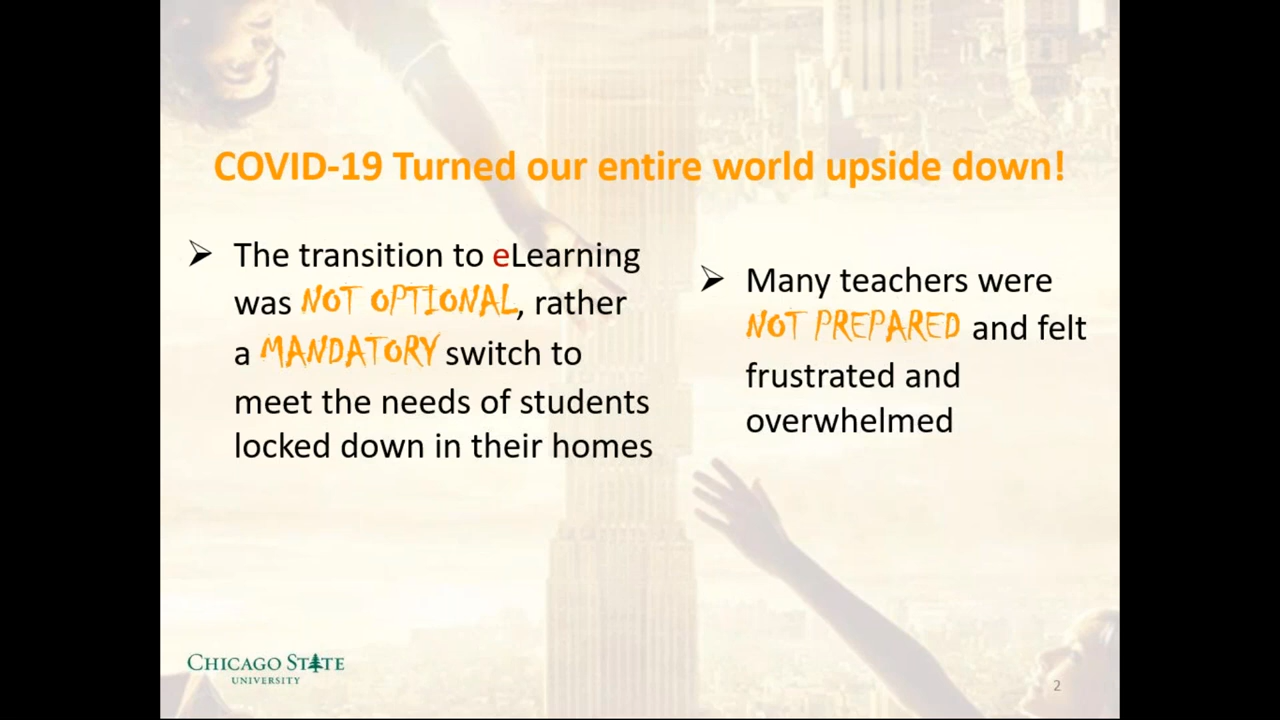 COVID-19 Turned our entire world upside down!
➢ The transition to eLearning
was NOT OPTIONAL, rather
a MANDATORY switch to
meet the needs of students
locked down in their homes
➢ Many teachers were
NOT PREPARED and felt
frustrated and
overwhelmed
CHICAGO STATE
UNIVERSITY
2